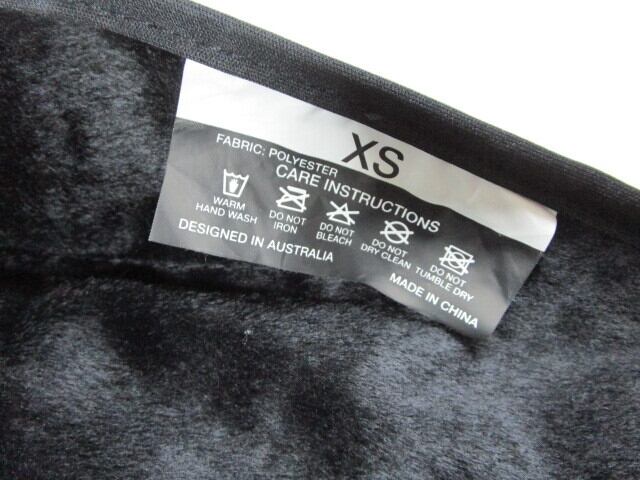 XS
FABRIC: POLYESTER
CARE INSTRUCTIONS
WARM
HAND WASH
DO NOT
IRON
DO NOT
BLEACH
DO NOT
DRY CLEAN
DO NOT
TUMBLE DRY
DESIGNED IN AUSTRALIA
MADE IN CHINA